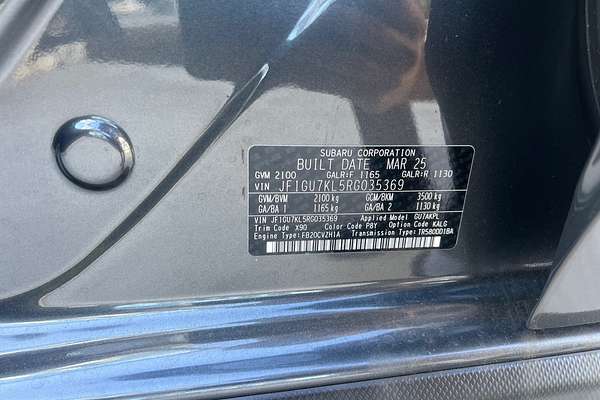 SUBARU CORPORATION
BUILT DATE MAR 25
GVM 2100 GALR:F 1165 GALR:R 1130
VIN JF1GU7KL5RG035369
GVM/BVM 2100 kg GCM/BKM 3500 kg
GA/BA 1 1165 kg GA/BA 2 1130 kg
VIN JF1GU7KL5RG035369 Applied Model GU7AKPL
Trim Code X90 Color Code P8Y Option Code KALG
Engine Type: FB20CVZH1A Transmission Type: TR580DD1BA